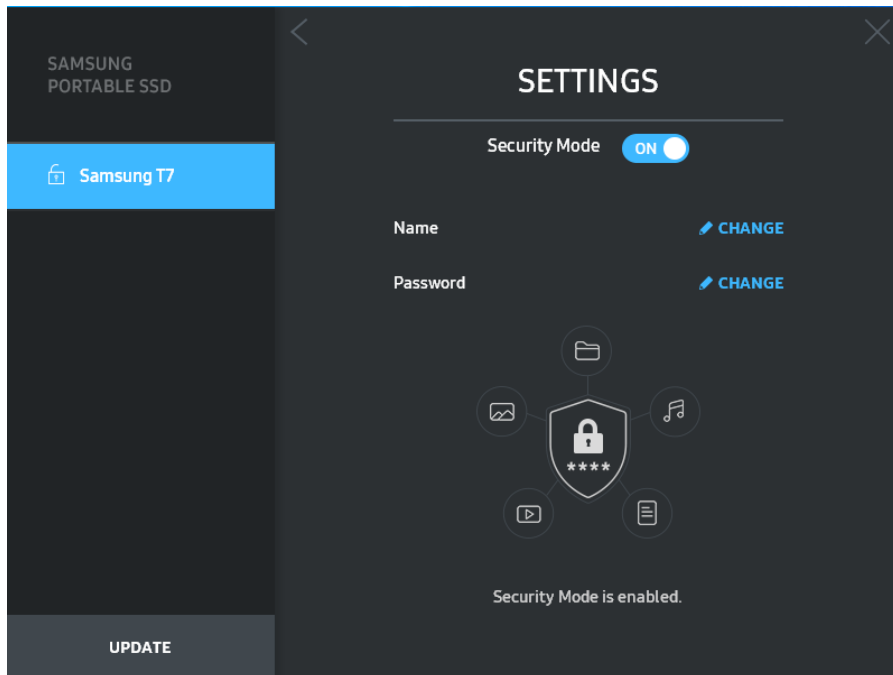 SAMSUNG
PORTABLE SSD
Samsung T7
UPDATE
SETTINGS
Security Mode ON
Name CHANGE
Password CHANGE
****
Security Mode is enabled.